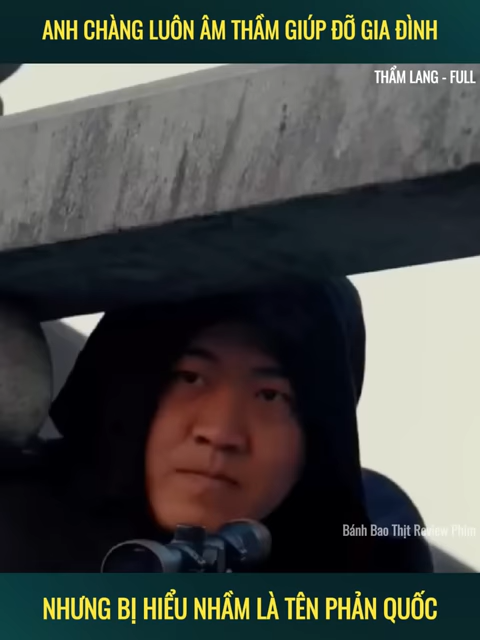 ANH CHÀNG LUÔN ÂM THẦM GIÚP ĐỠ GIA ĐÌNH
THẨM LANG - FULL
Bánh Bao Thịt Review Phim
NHƯNG BỊ HIỂU NHẦM LÀ TÊN PHẢN QUỐC